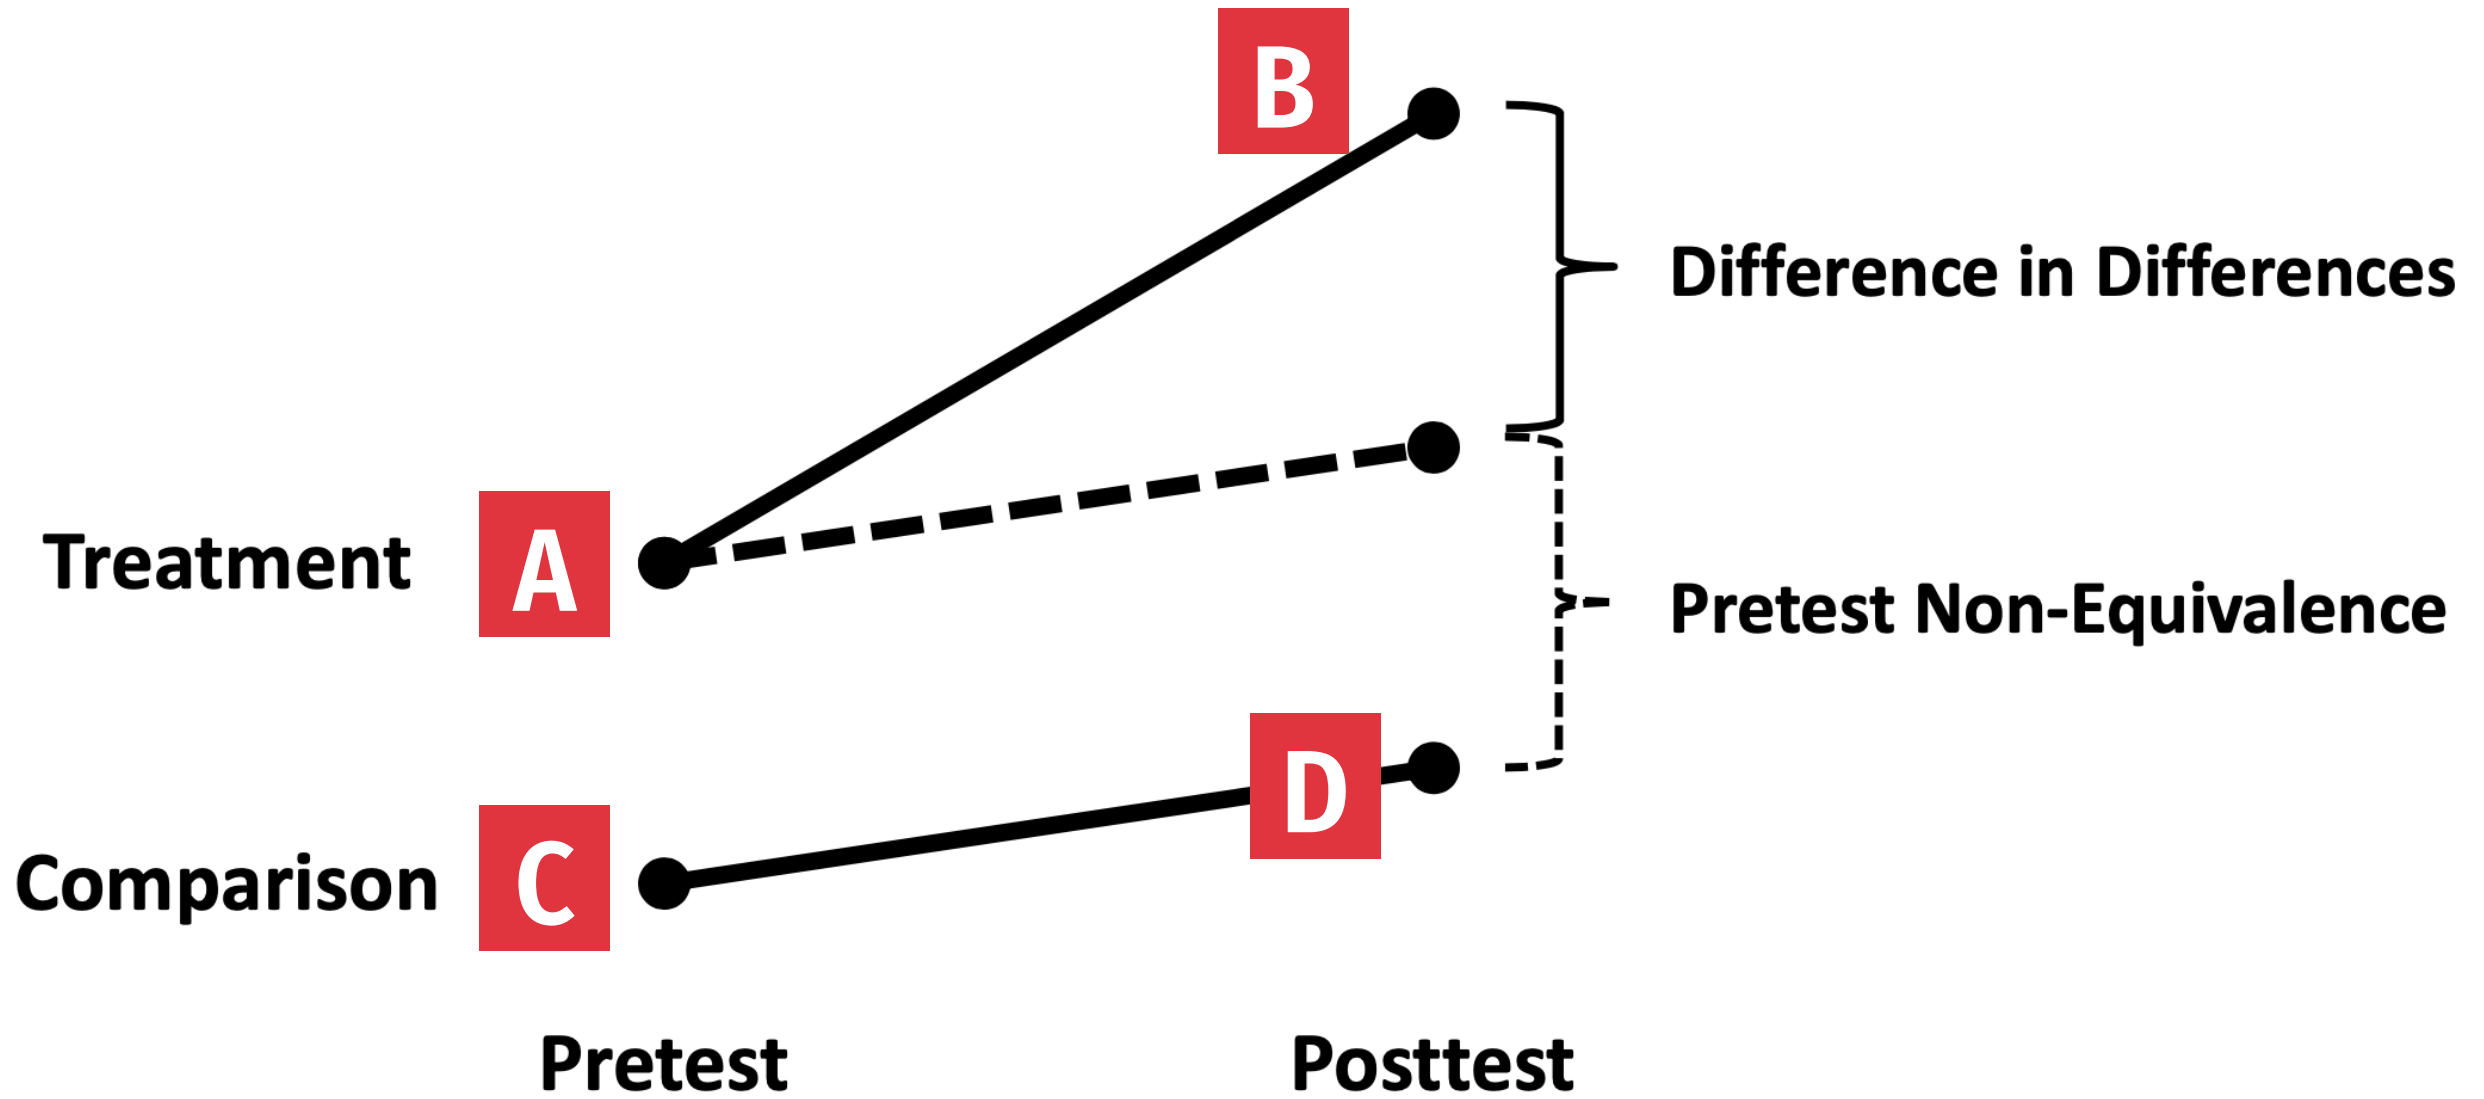 B
Difference in Differences
Treatment
A
Pretest Non-Equivalence
D
Comparison
C
Pretest
Posttest